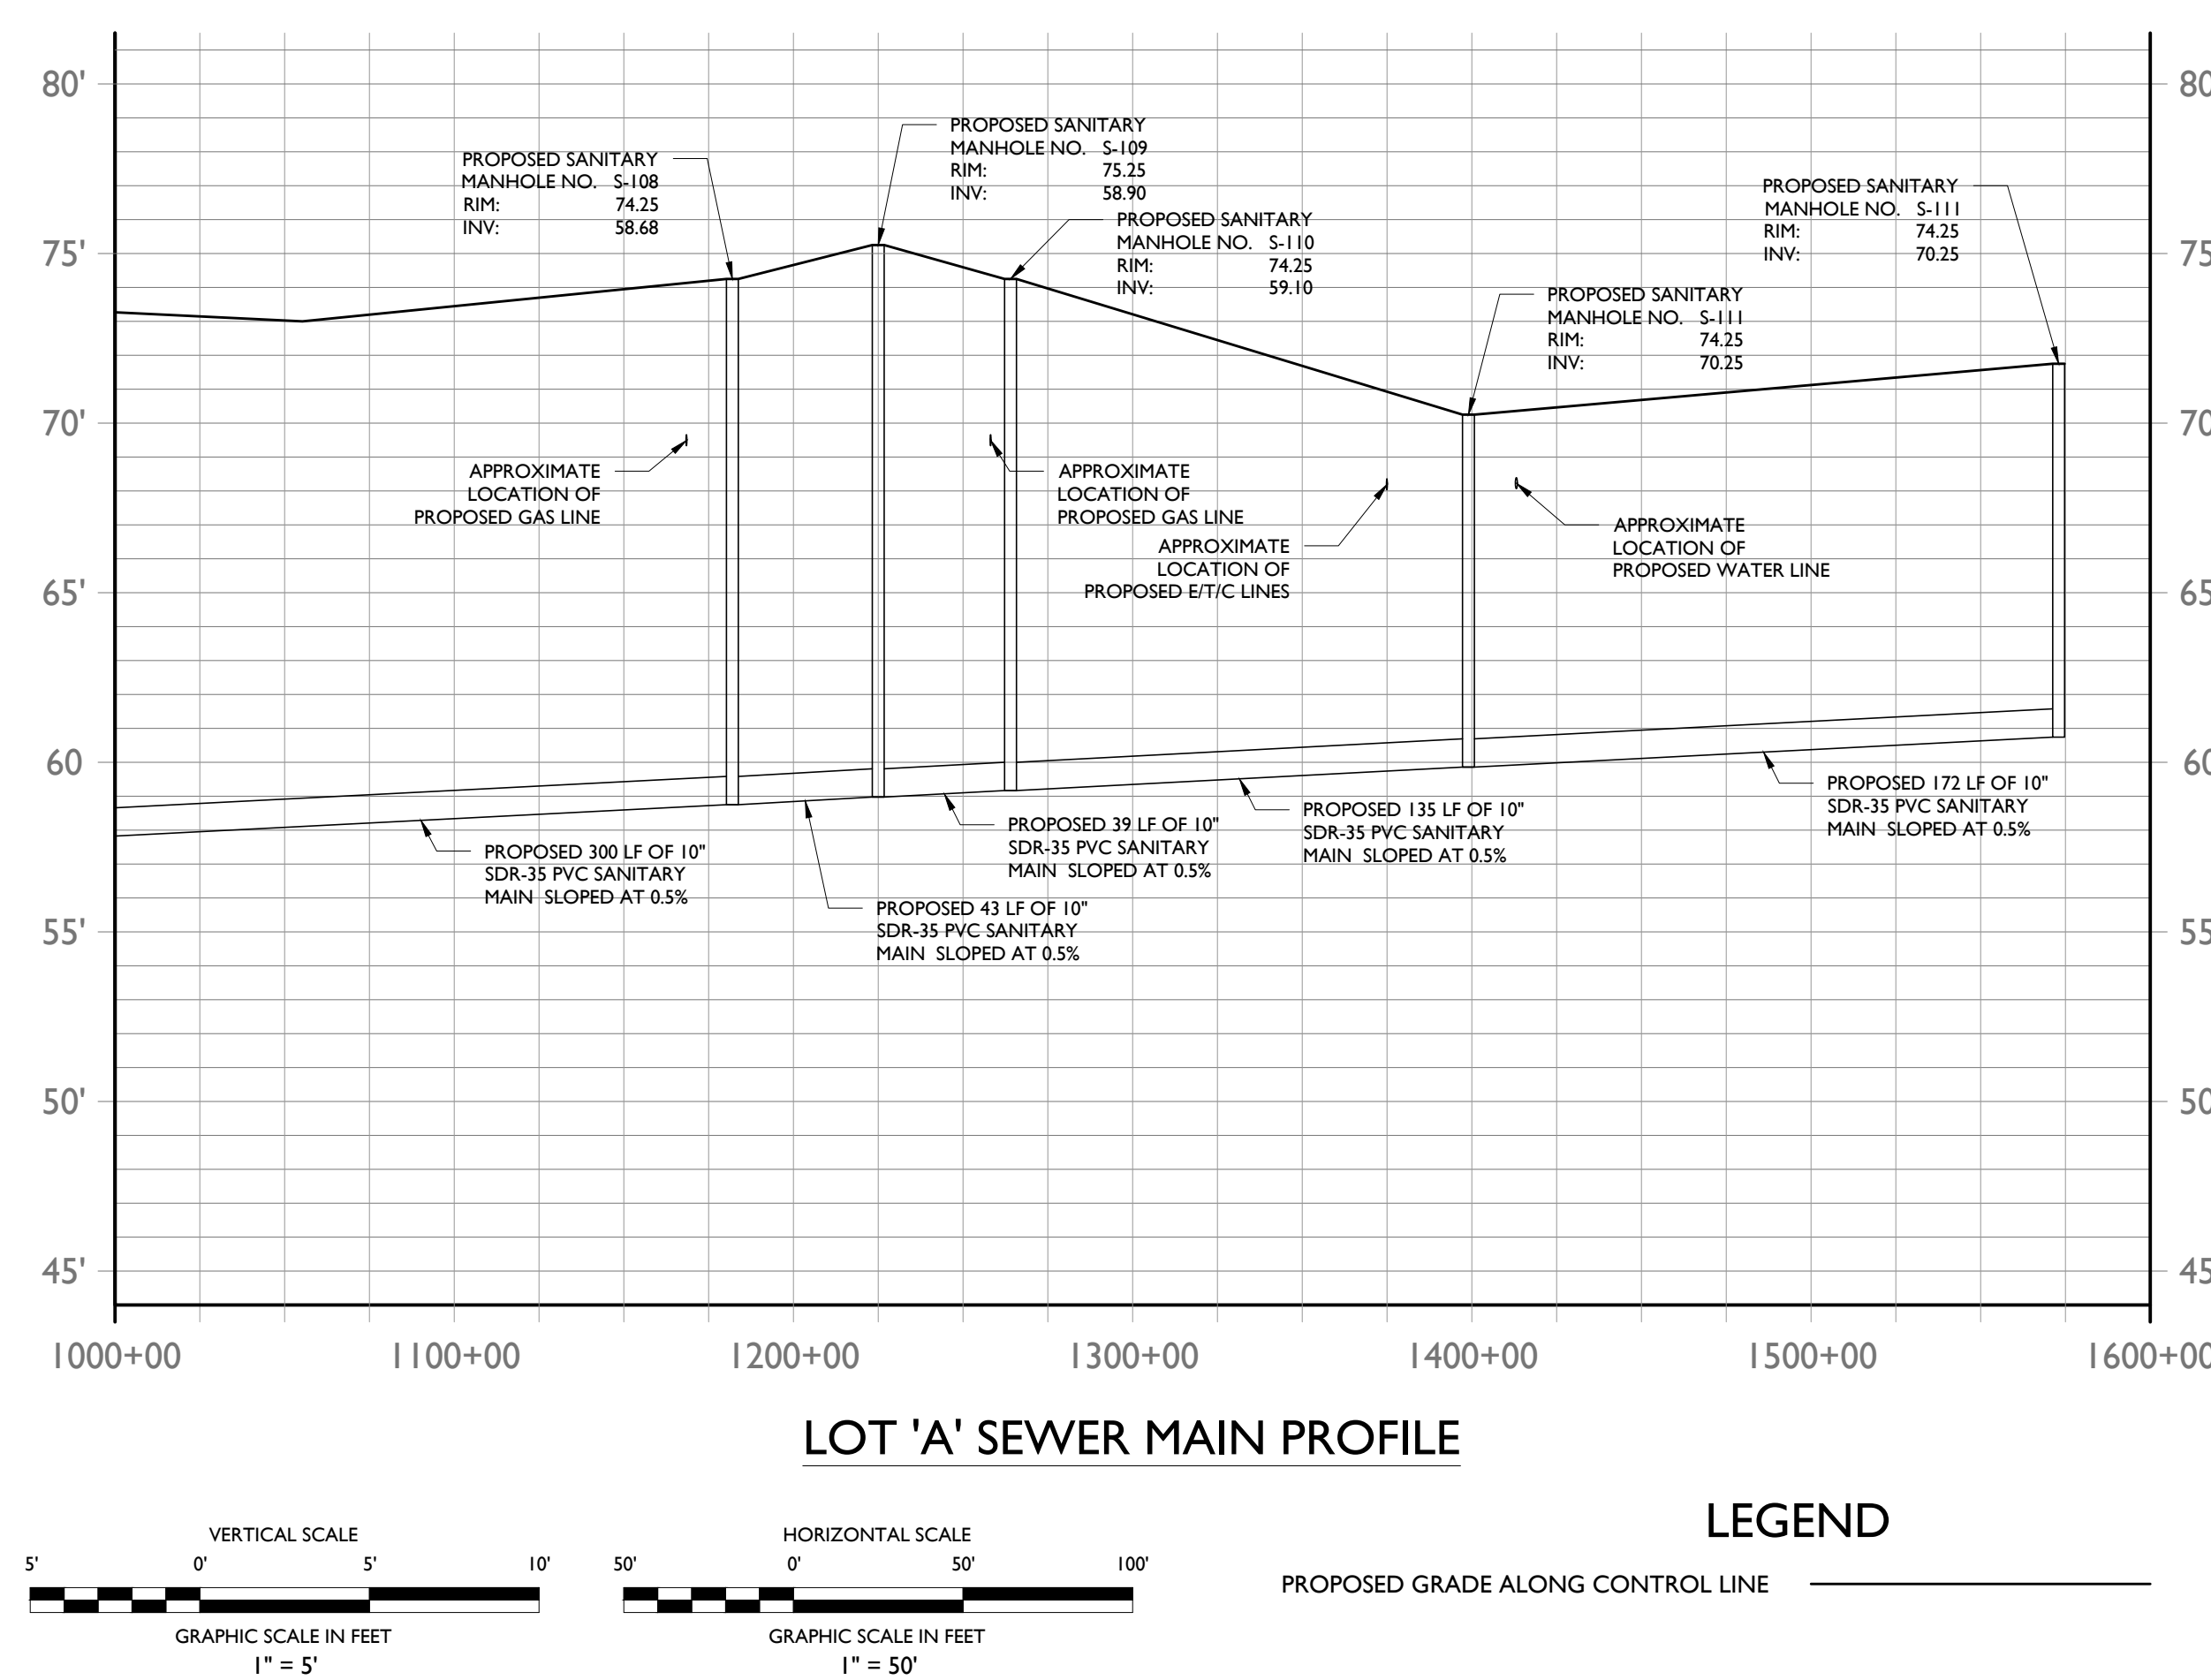 80'
75'
70'
65'
60
55'
50'
45'
80
75
70
65
60
55
50
45
PROPOSED SANITARY
MANHOLE NO. S-108
RIM: 74.25
INV: 58.68
PROPOSED SANITARY
MANHOLE NO. S-109
RIM: 75.25
INV: 58.90
PROPOSED SANITARY
MANHOLE NO. S-110
RIM: 74.25
INV: 59.10
PROPOSED SANITARY
MANHOLE NO. S-111
RIM: 74.25
INV: 70.25
PROPOSED SANITARY
MANHOLE NO. S-111
RIM: 74.25
INV: 70.25
APPROXIMATE
LOCATION OF
PROPOSED GAS LINE
APPROXIMATE
LOCATION OF
PROPOSED GAS LINE
APPROXIMATE
LOCATION OF
PROPOSED E/T/C LINES
APPROXIMATE
LOCATION OF
PROPOSED WATER LINE
PROPOSED 300 LF OF 10"
SDR-35 PVC SANITARY
MAIN SLOPED AT 0.5%
PROPOSED 43 LF OF 10"
SDR-35 PVC SANITARY
MAIN SLOPED AT 0.5%
PROPOSED 39 LF OF 10"
SDR-35 PVC SANITARY
MAIN SLOPED AT 0.5%
PROPOSED 135 LF OF 10"
SDR-35 PVC SANITARY
MAIN SLOPED AT 0.5%
PROPOSED 172 LF OF 10"
SDR-35 PVC SANITARY
MAIN SLOPED AT 0.5%
1000+00 1100+00 1200+00 1300+00 1400+00 1500+00 1600+00
LOT 'A' SEWER MAIN PROFILE
VERTICAL SCALE
5' 0' 5' 10'
GRAPHIC SCALE IN FEET
1" = 5'
HORIZONTAL SCALE
50' 0' 50' 100'
GRAPHIC SCALE IN FEET
1" = 50'
LEGEND
PROPOSED GRADE ALONG CONTROL LINE